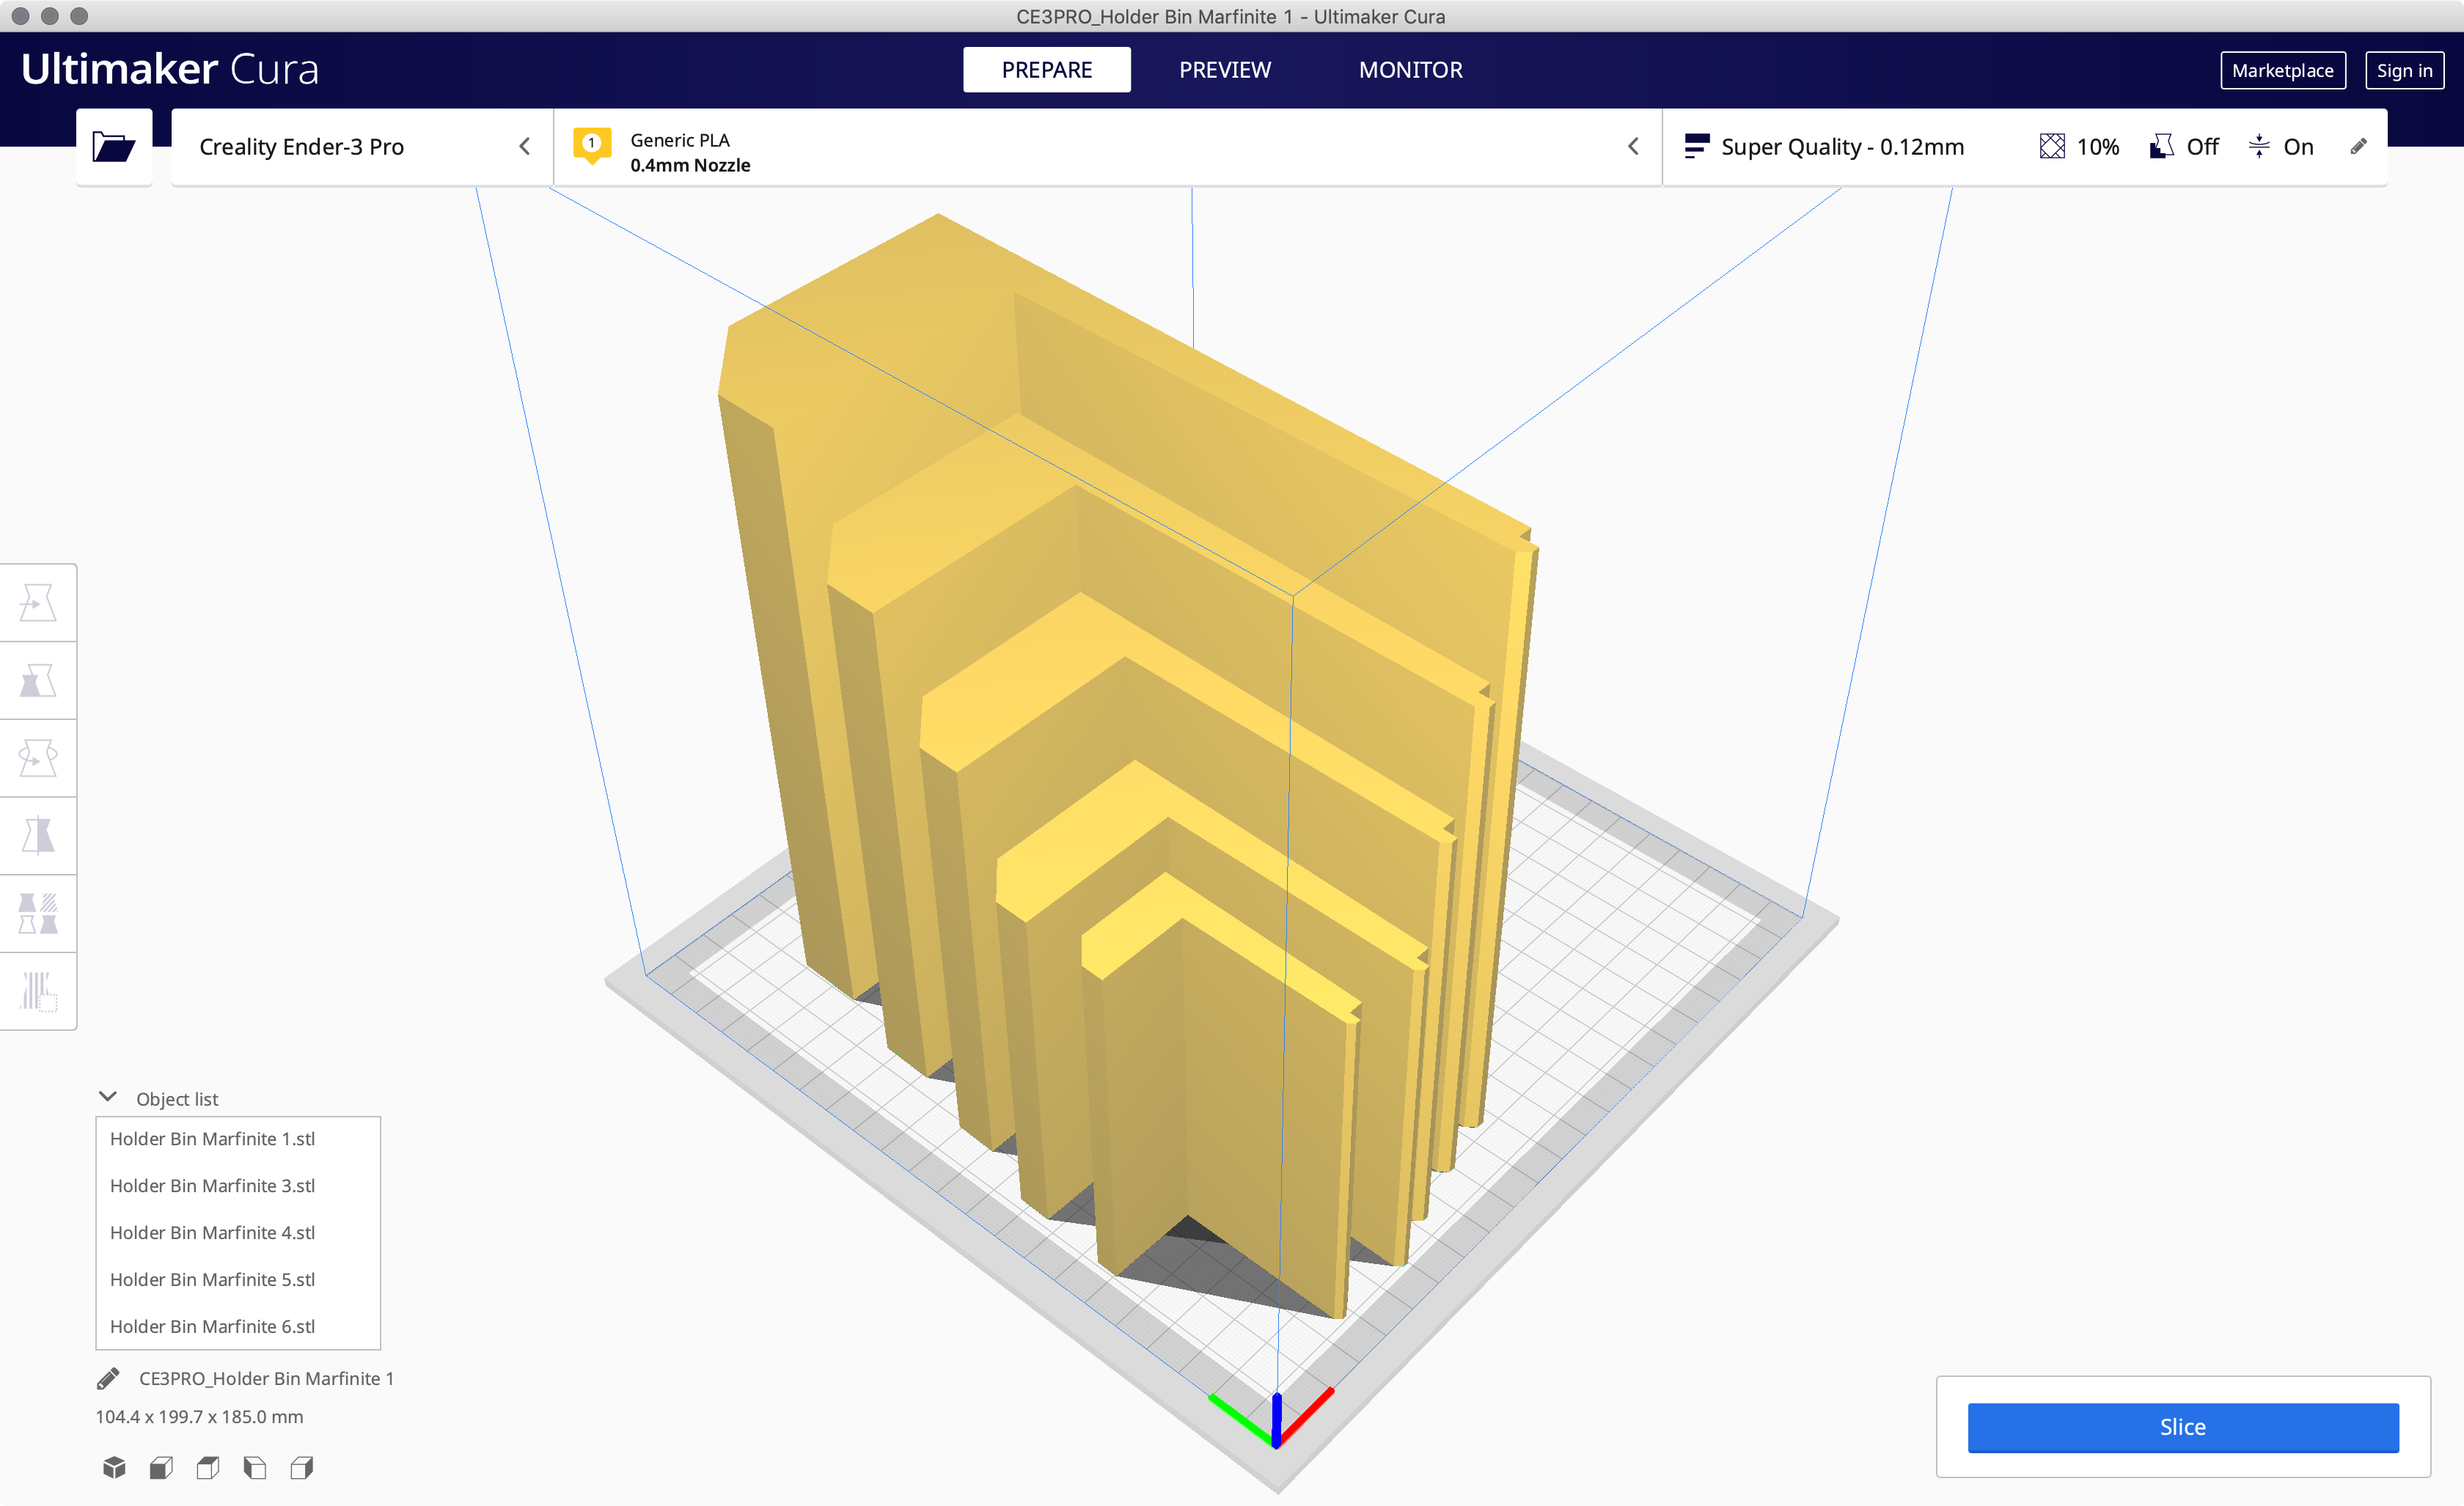 CE3PRO_Holder Bin Marfinite 1 - Ultimaker Cura
Ultimaker Cura
PREPARE
PREVIEW
MONITOR
Marketplace
Sign in
Creality Ender-3 Pro
1
Generic PLA
0.4mm Nozzle
Super Quality - 0.12mm
10%
Off
On
Object list
Holder Bin Marfinite 1.stl
Holder Bin Marfinite 3.stl
Holder Bin Marfinite 4.stl
Holder Bin Marfinite 5.stl
Holder Bin Marfinite 6.stl
CE3PRO_Holder Bin Marfinite 1
104.4 x 199.7 x 185.0 mm
Slice